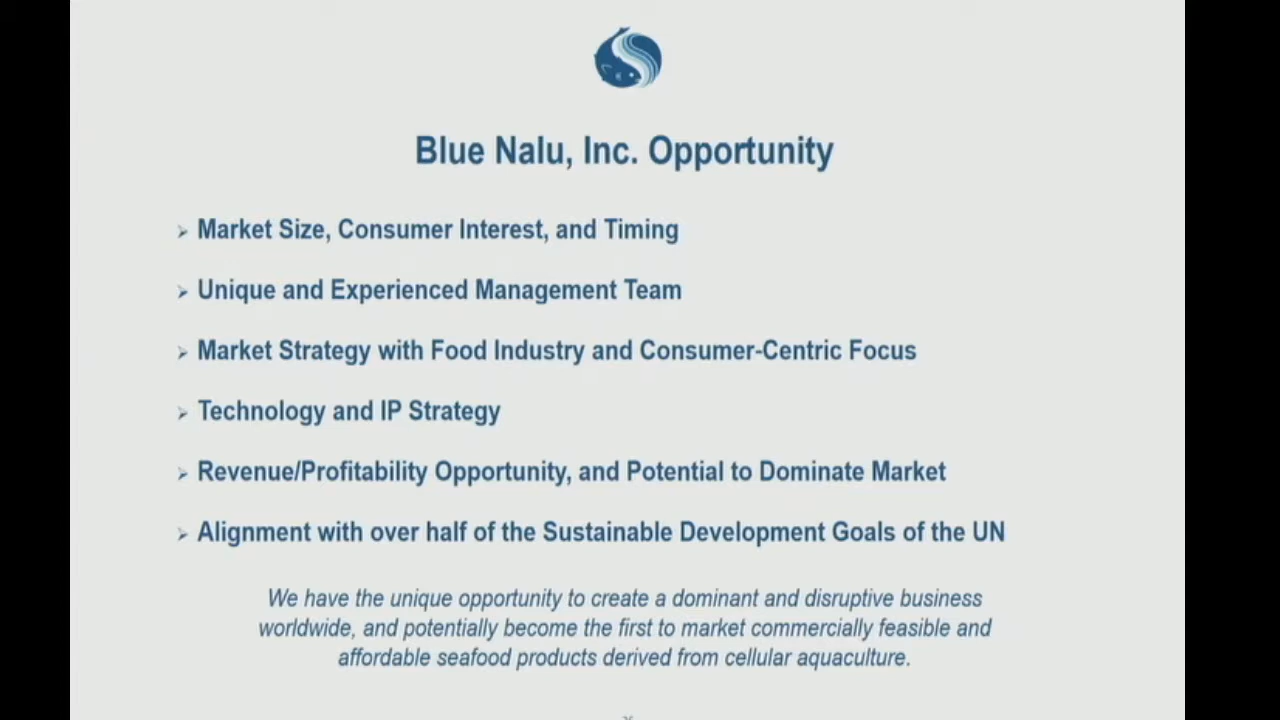 Blue Nalu, Inc. Opportunity
Market Size, Consumer Interest, and Timing
Unique and Experienced Management Team
Market Strategy with Food Industry and Consumer-Centric Focus
Technology and IP Strategy
Revenue/Profitability Opportunity, and Potential to Dominate Market
Alignment with over half of the Sustainable Development Goals of the UN
We have the unique opportunity to create a dominant and disruptive business
worldwide, and potentially become the first to market commercially feasible and
affordable seafood products derived from cellular aquaculture.